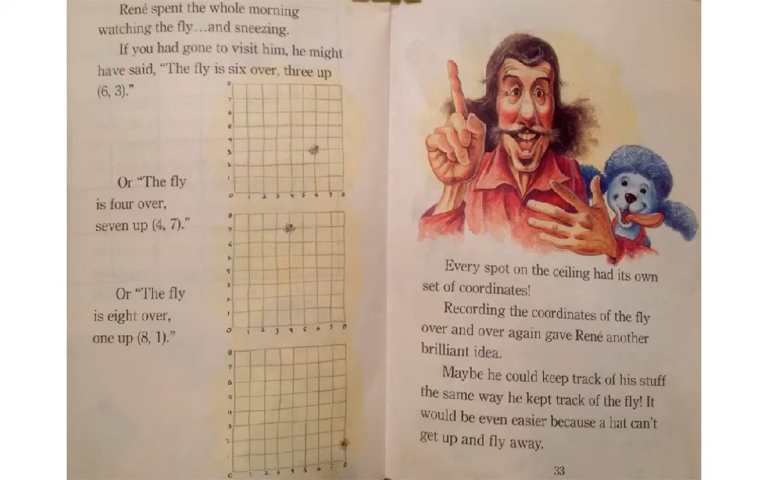 René spent the whole morning
watching the fly…and sneezing.
If you had gone to visit him, he might
have said, “The fly is six over, three up
(6, 3).”
Or “The fly
is four over,
seven up (4, 7).”
Or “The fly
is eight over,
one up (8, 1).”
Every spot on the ceiling had its own
set of coordinates!
Recording the coordinates of the fly
over and over again gave René another
brilliant idea.
Maybe he could keep track of his stuff
the same way he kept track of the fly! It
would be even easier because a hat can’t
get up and fly away.
33